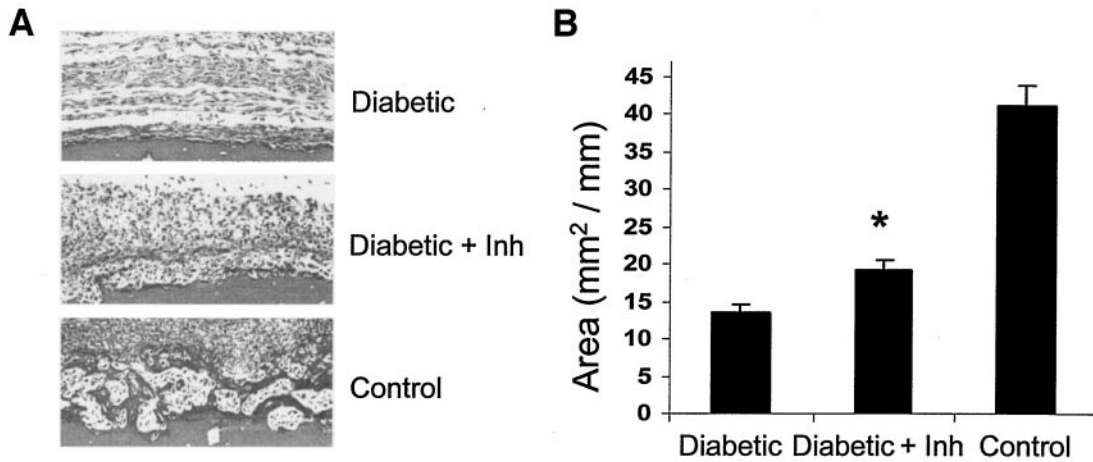 A
Diabetic
Diabetic + Inh
Control
B
Area (mm² / mm)
45
40
35
30
25
20
15
10
5
0
*
Diabetic Diabetic + Inh Control